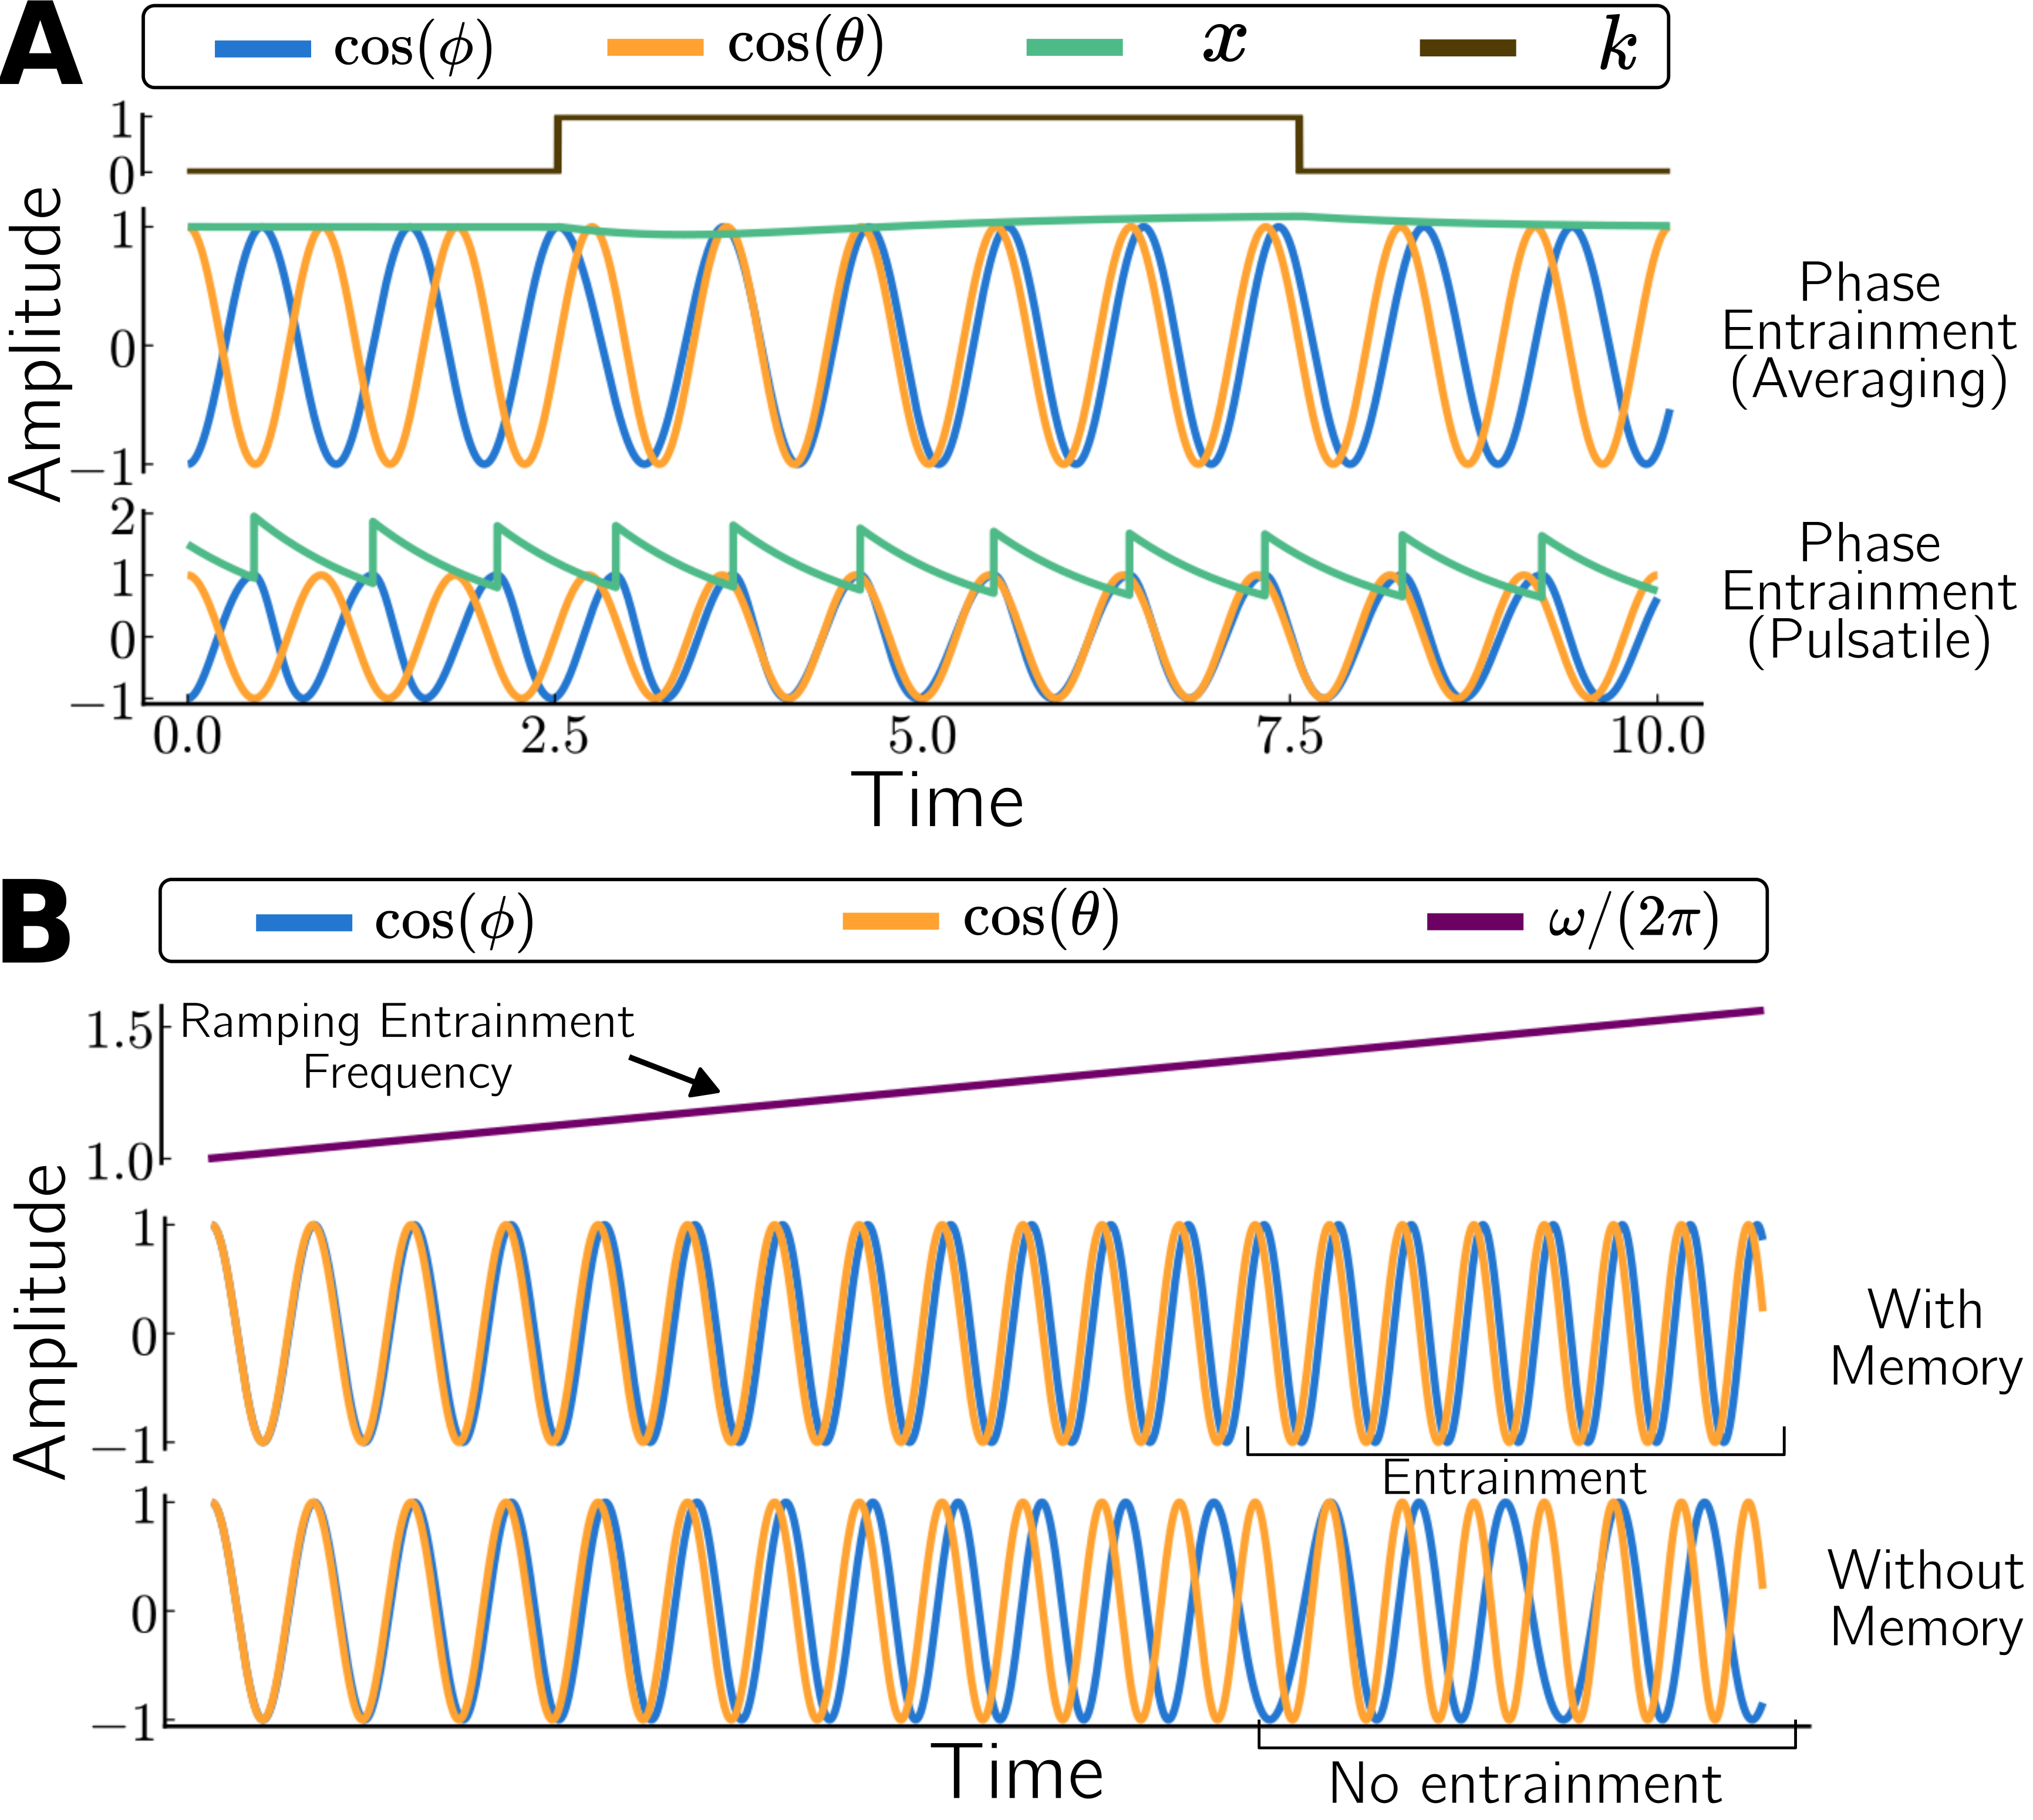 A
cos(ϕ) cos(θ) x k
1
0
Amplitude
1
0
−1
Phase
Entrainment
(Averaging)
2
1
0
−1
Phase
Entrainment
(Pulsatile)
0.0 2.5 5.0 7.5 10.0
Time
B
cos(ϕ) cos(θ) ω/(2π)
1.5
1.0
Ramping Entrainment
Frequency
Amplitude
1
0
−1
With
Memory
Entrainment
1
0
−1
Without
Memory
Time
No entrainment